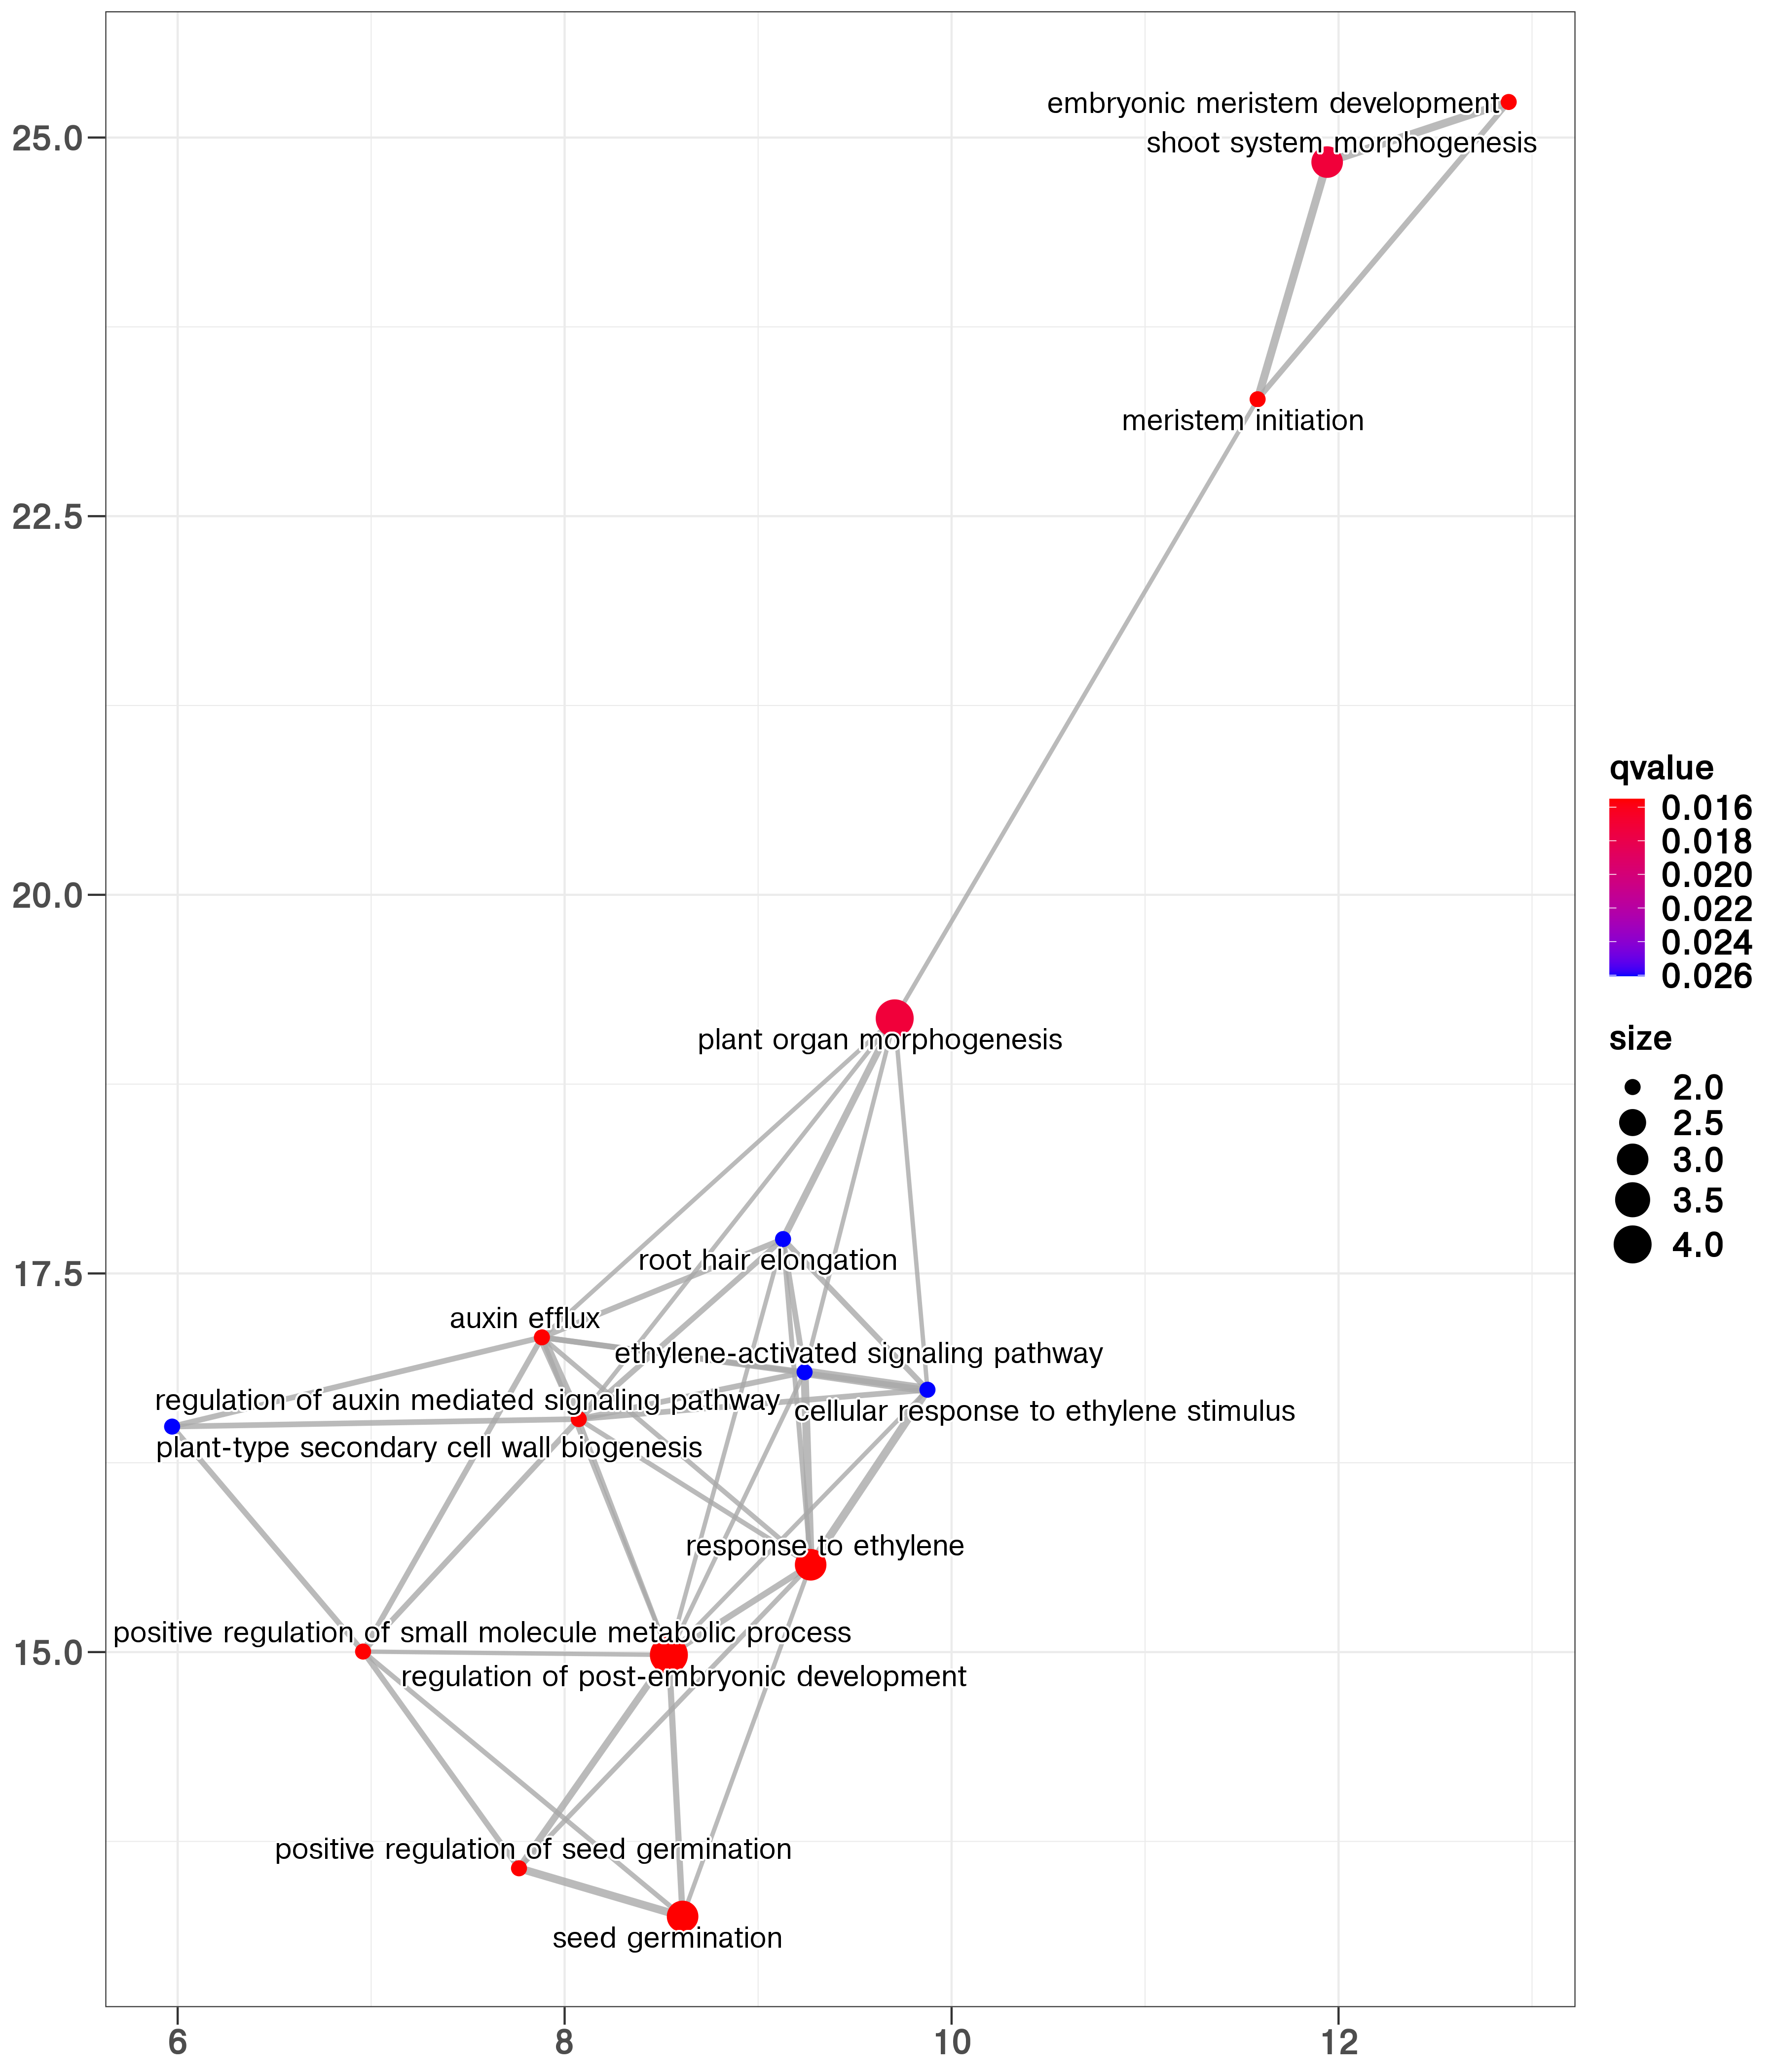 embryonic meristem development
shoot system morphogenesis
meristem initiation
plant organ morphogenesis
root hair elongation
auxin efflux
ethylene-activated signaling pathway
regulation of auxin mediated signaling pathway
cellular response to ethylene stimulus
plant-type secondary cell wall biogenesis
response to ethylene
positive regulation of small molecule metabolic process
regulation of post-embryonic development
positive regulation of seed germination
seed germination
25.0
22.5
20.0
17.5
15.0
6
8
10
12
qvalue
0.016
0.018
0.020
0.022
0.024
0.026
size
2.0
2.5
3.0
3.5
4.0